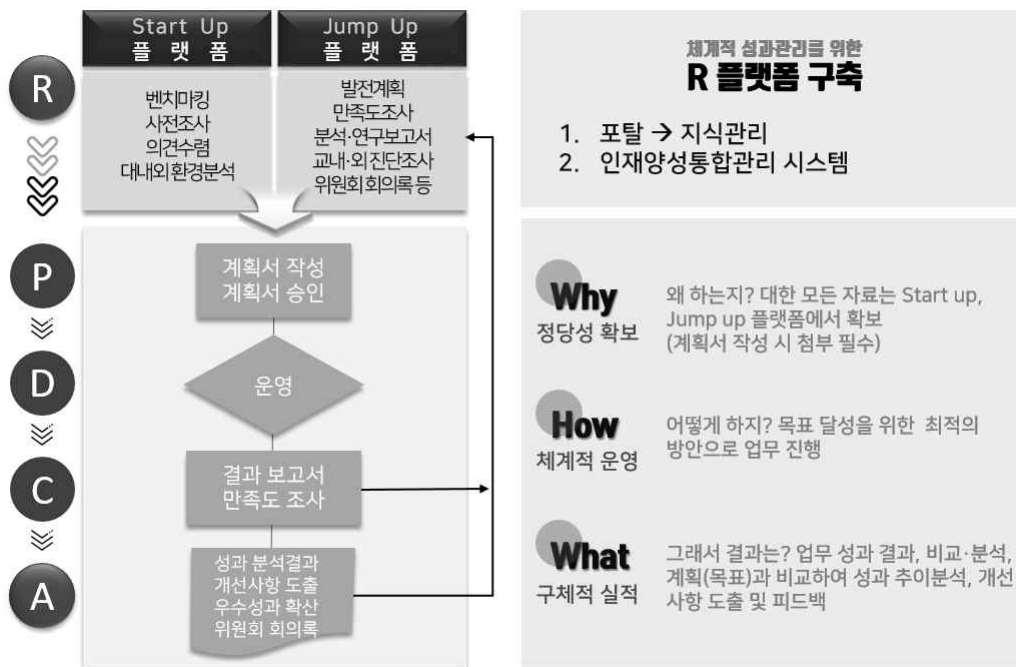 Start Up
플 랫 폼
Jump Up
플 랫 폼
R
벤치마킹
사전조사
의견수렴
대내외 환경분석
발전계획
만족도조사
분석·연구보고서
교내·외 진단조사
위원회 회의록 등
P
계획서 작성
계획서 승인
D
운영
C
결과 보고서
만족도 조사
A
성과 분석결과
개선사항 도출
우수성과 확산
위원회 회의록
체계적 성과관리를 위한
R 플랫폼 구축
1. 포탈 → 지식관리
2. 인재양성통합관리 시스템
Why
정당성 확보
왜 하는지? 대한 모든 자료는 Start up,
Jump up 플랫폼에서 확보
(계획서 작성 시 첨부 필수)
How
체계적 운영
어떻게 하지? 목표 달성을 위한 최적의
방안으로 업무 진행
What
구체적 실적
그래서 결과는? 업무 성과 결과, 비교·분석,
계획(목표)과 비교하여 성과 추이분석, 개선
사항 도출 및 피드백